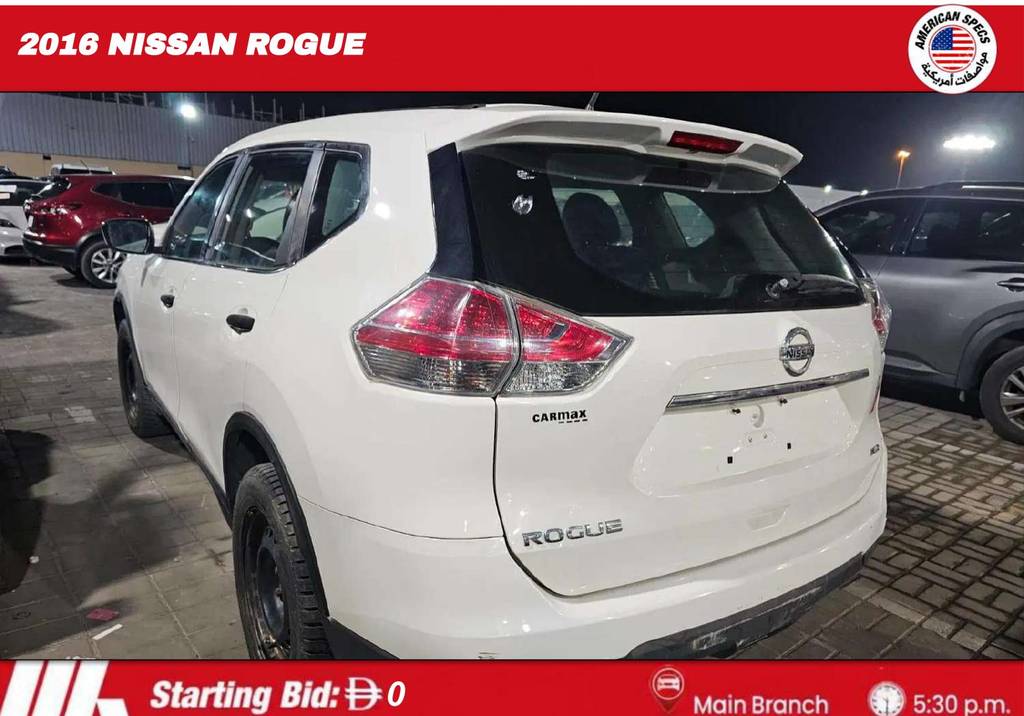 2016 NISSAN ROGUE
AMERICAN SPECS
مواصفات أمريكية
NISSAN
CARMAX
ROGUE
Starting Bid: 0
Main Branch
5:30 p.m.